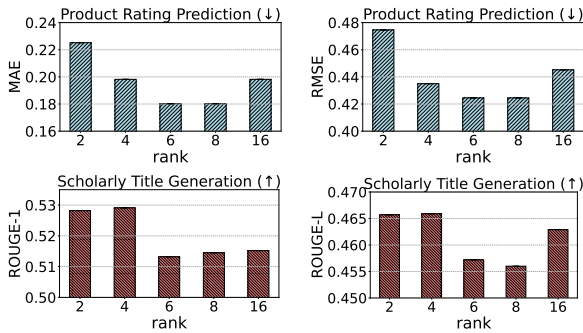 Product Rating Prediction (↓)
MAE
0.24
0.22
0.20
0.18
0.16
2 4 6 8 16
rank
Product Rating Prediction (↓)
RMSE
0.48
0.46
0.44
0.42
0.40
2 4 6 8 16
rank
Scholarly Title Generation (↑)
ROUGE-1
0.53
0.52
0.51
0.50
2 4 6 8 16
rank
Scholarly Title Generation (↑)
ROUGE-L
0.470
0.465
0.460
0.455
0.450
2 4 6 8 16
rank